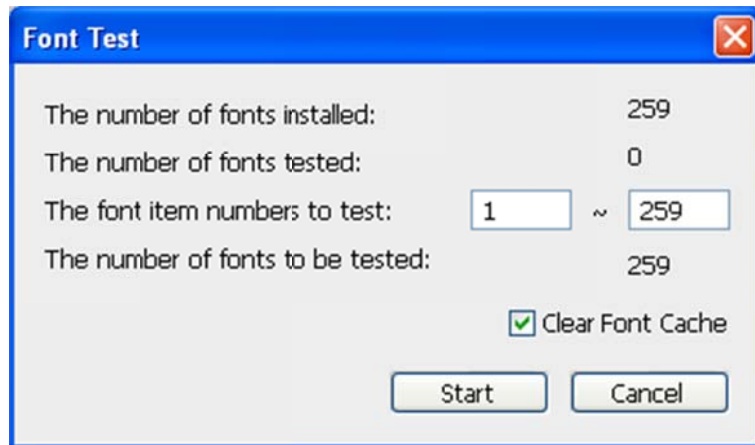 Font Test
The number of fonts installed: 259
The number of fonts tested: 0
The font item numbers to test: 1 ~ 259
The number of fonts to be tested: 259
Clear Font Cache
Start Cancel